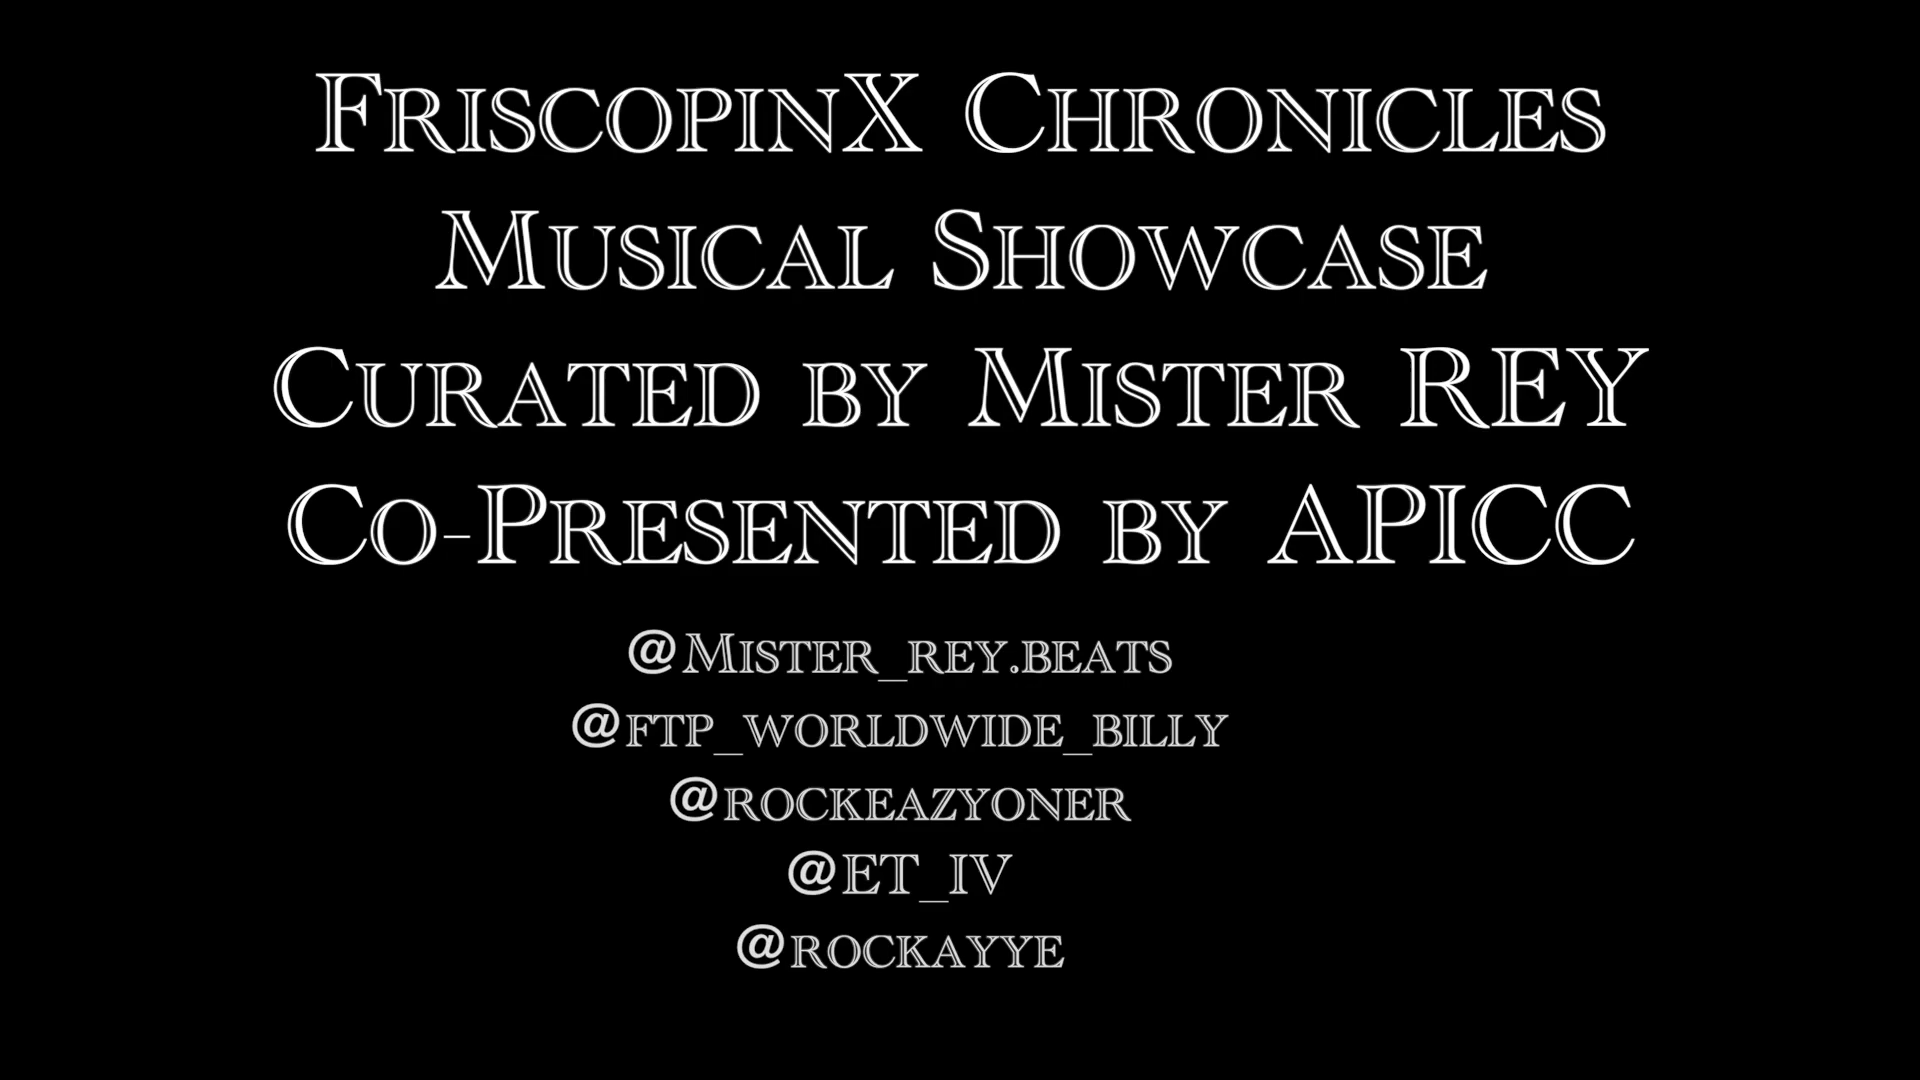 FriscopinX Chronicles
Musical Showcase
Curated by Mister REY
Co-Presented by APICC
@Mister_rey.beats
@ftp_worldwide_billy
@rockeazyoner
@ET_IV
@rockayye